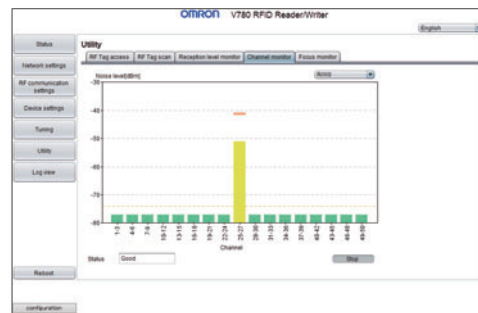 OMRON V780 RFID Reader/Writer
English
Status
Network settings
RF communication
settings
Device settings
Tuning
Utility
Log view
Reboot
configuration
Utility
RF Tag access
RF Tag scan
Reception level monitor
Channel monitor
Focus monitor
Noise level[dBm]
-30
-40
-50
-60
-70
-80
1-3
4-6
7-9
10-12
13-15
16-18
19-21
22-24
25-27
28-30
31-33
34-36
37-39
40-42
43-45
46-48
49-50
Channel
Status
Good
Stop